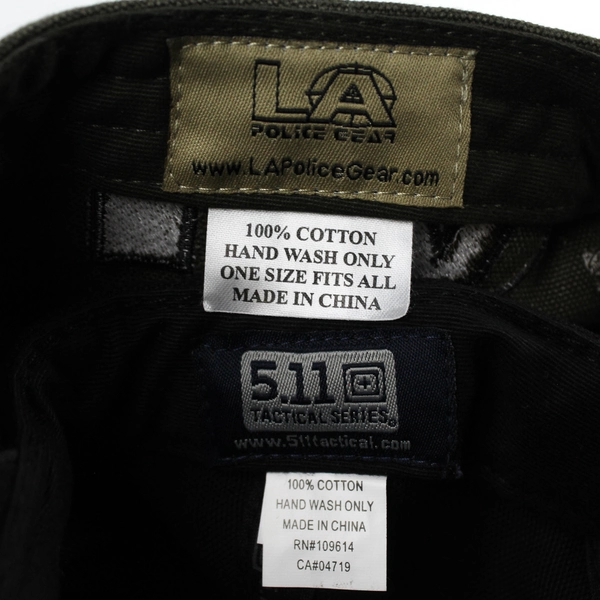 LA
POLICE GEAR
www.LAPoliceGear.com
100% COTTON
HAND WASH ONLY
ONE SIZE FITS ALL
MADE IN CHINA
5.11
TACTICAL SERIES®
www.511tactical.com
100% COTTON
HAND WASH ONLY
MADE IN CHINA
RN#109614
CA#04719